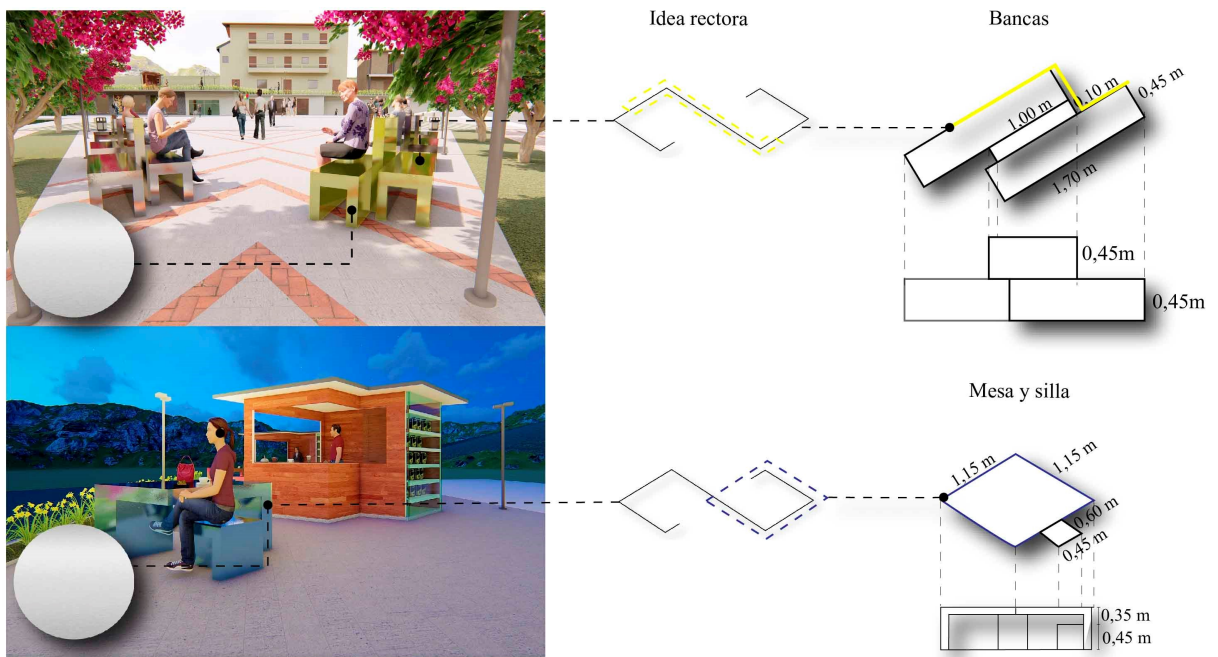 Idea rectora
Bancas
1,00 m
1,10 m
0,45 m
1,70 m
0,45m
0,45m
Mesa y silla
1,15 m
1,15 m
0,60 m
0,45 m
0,35 m
0,45 m